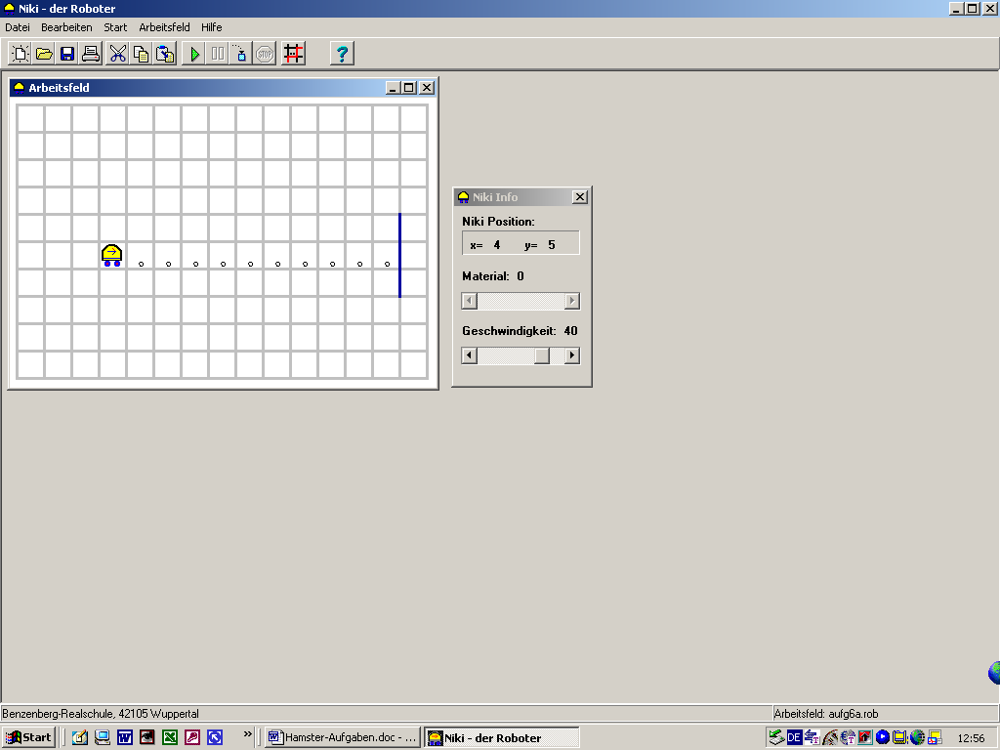 Niki - der Roboter
Datei Bearbeiten Start Arbeitsfeld Hilfe
STOP
?
Arbeitsfeld
Niki Info
Niki Position:
x= 4 y= 5
Material: 0
Geschwindigkeit: 40
Benzenberg-Realschule, 42105 Wuppertal
Arbeitsfeld: aufg6a.rob
Start
»
Hamster-Aufgaben.doc - ...
Niki - der Roboter
DE
12:56